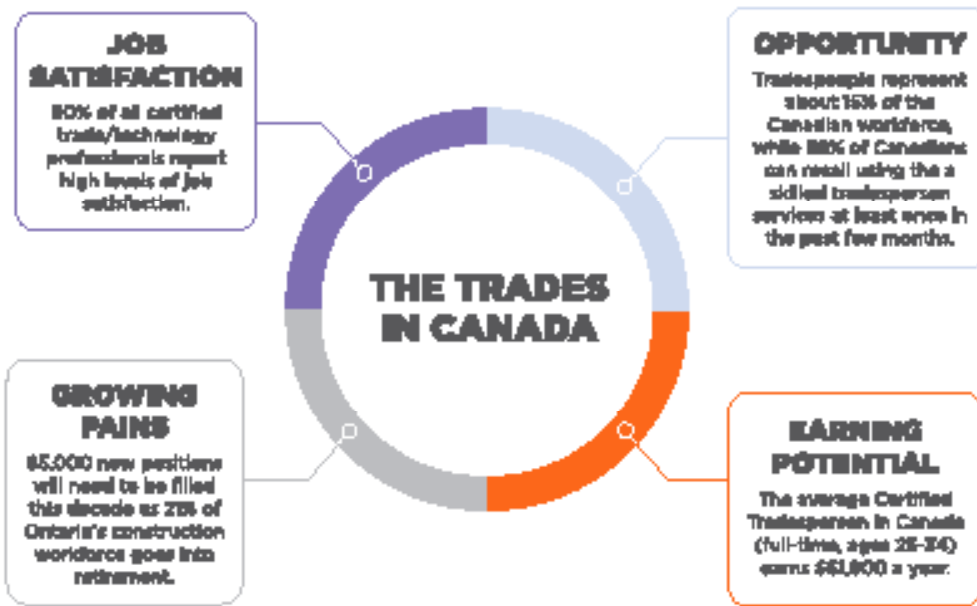 JOB
SATISFACTION
of all certified
trade/technology
professionals report
high levels of job
satisfaction.
OPPORTUNITY
Tradespeople represent
about 15% of the
Canadian workforce,
while of Canadians
can recall using the a
skilled tradesperson
services at least once in
the past few months.
THE TRADES
IN CANADA
GROWING
PAINS
new positions
will need to be filled
this decade as 21% of
Ontario's construction
workforce goes into
retirement.
EARNING
POTENTIAL
The average Certified
Tradesperson in Canada
(full-time, ages 25-34)
earns a year.